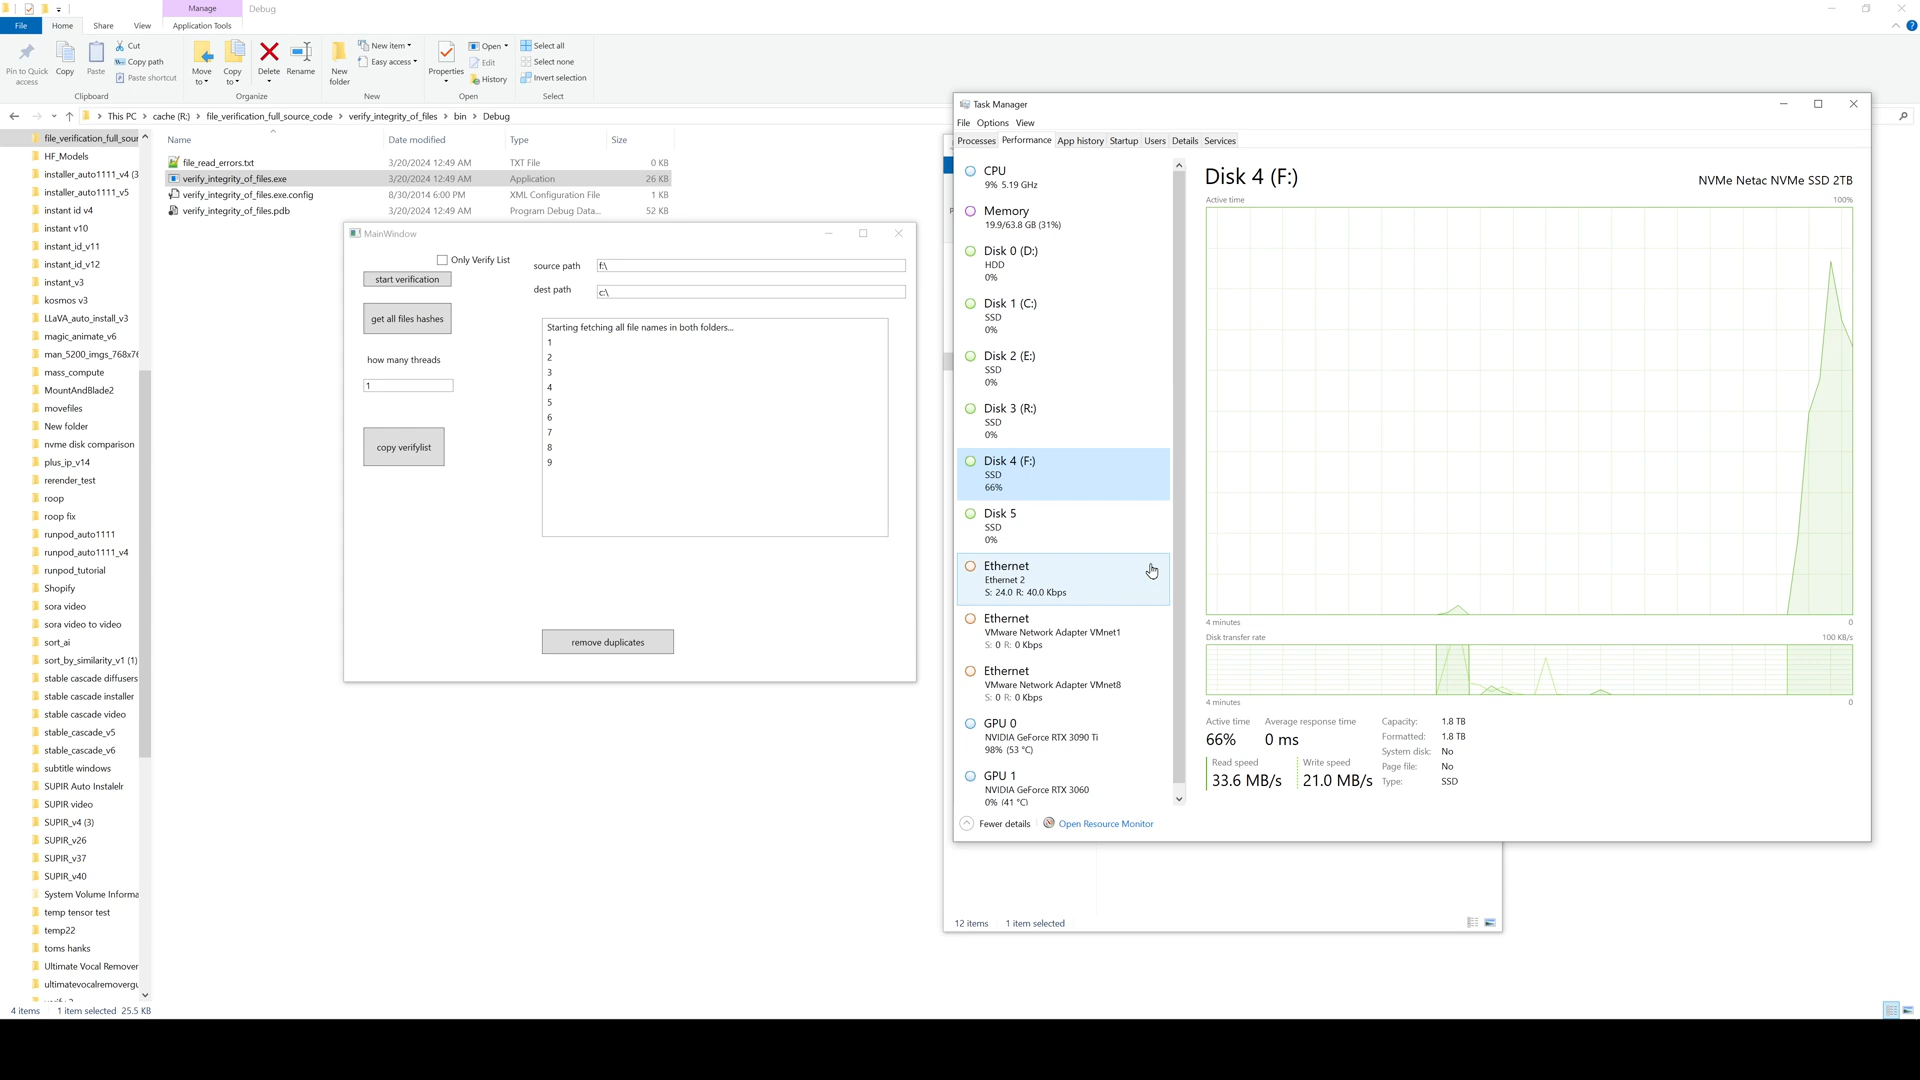 Manage
Debug
File
Home
Share
View
Application Tools
Pin to Quick access
Copy
Paste
Cut
Copy path
Paste shortcut
Clipboard
Move to
Copy to
Delete
Rename
Organize
New folder
New item
Easy access
New
Properties
Open
Edit
History
Open
Select all
Select none
Invert selection
Select
This PC > cache (R:) > file_verification_full_source_code > verify_integrity_of_files > bin > Debug
file_verification_full_sour
HF_Models
installer_auto1111_v4 (3
installer_auto1111_v5
instant id v4
instant v10
instant_id_v11
instant_id_v12
instant_v3
kosmos v3
LLaVA_auto_install_v3
magic_animate_v6
man_5200_imgs_768x76
mass_compute
MountAndBlade2
movefiles
New folder
nvme disk comparison
plus_ip_v14
rerender_test
roop
roop fix
runpod_auto1111
runpod_auto1111_v4
runpod_tutorial
Shopify
sora video
sora video to video
sort_ai
sort_by_similarity_v1 (1)
stable cascade diffusers
stable cascade installer
stable cascade video
stable_cascade_v5
stable_cascade_v6
subtitle windows
SUPIR Auto Instalelr
SUPIR video
SUPIR_v4 (3)
SUPIR_v26
SUPIR_v37
SUPIR_v40
System Volume Informa
temp tensor test
temp22
toms hanks
Ultimate Vocal Remover
ultimatevocalremovergu
Name Date modified Type Size
file_read_errors.txt 3/20/2024 12:49 AM TXT File 0 KB
verify_integrity_of_files.exe 3/20/2024 12:49 AM Application 26 KB
verify_integrity_of_files.exe.config 8/30/2014 6:00 PM XML Configuration File 1 KB
verify_integrity_of_files.pdb 3/20/2024 12:49 AM Program Debug Data... 52 KB
MainWindow
Only Verify List
start verification
get all files hashes
how many threads
1
copy verifylist
source path f:\
dest path c:\
Starting fetching all file names in both folders...
1
2
3
4
5
6
7
8
9
remove duplicates
Task Manager
File Options View
Processes Performance App history Startup Users Details Services
CPU
9% 5.19 GHz
Memory
19.9/63.8 GB (31%)
Disk 0 (D:)
HDD
0%
Disk 1 (C:)
SSD
0%
Disk 2 (E:)
SSD
0%
Disk 3 (R:)
SSD
0%
Disk 4 (F:)
SSD
66%
Disk 5
SSD
0%
Ethernet
Ethernet 2
S: 24.0 R: 40.0 Kbps
Ethernet
VMware Network Adapter VMnet1
S: 0 R: 0 Kbps
Ethernet
VMware Network Adapter VMnet8
S: 0 R: 0 Kbps
GPU 0
NVIDIA GeForce RTX 3090 Ti
98% (53 °C)
GPU 1
NVIDIA GeForce RTX 3060
0% (41 °C)
Disk 4 (F:)
NVMe Netac NVMe SSD 2TB
Active time 100%
4 minutes 0
Disk transfer rate 100 KB/s
4 minutes 0
Active time
66%
Average response time
0 ms
Read speed
33.6 MB/s
Write speed
21.0 MB/s
Capacity: 1.8 TB
Formatted: 1.8 TB
System disk: No
Page file: No
Type: SSD
Fewer details
Open Resource Monitor
12 items 1 item selected
4 items 1 item selected 25.5 KB